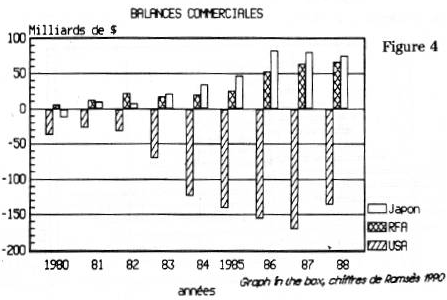 BALANCES COMMERCIALES
Milliards de $
Figure 4
100
50
0
-50
-100
-150
-200
1980 81 82 83 84 1985 86 87 88
années
Japon
RFA
USA
Graph in the box, chiffres de Ramsès 1990